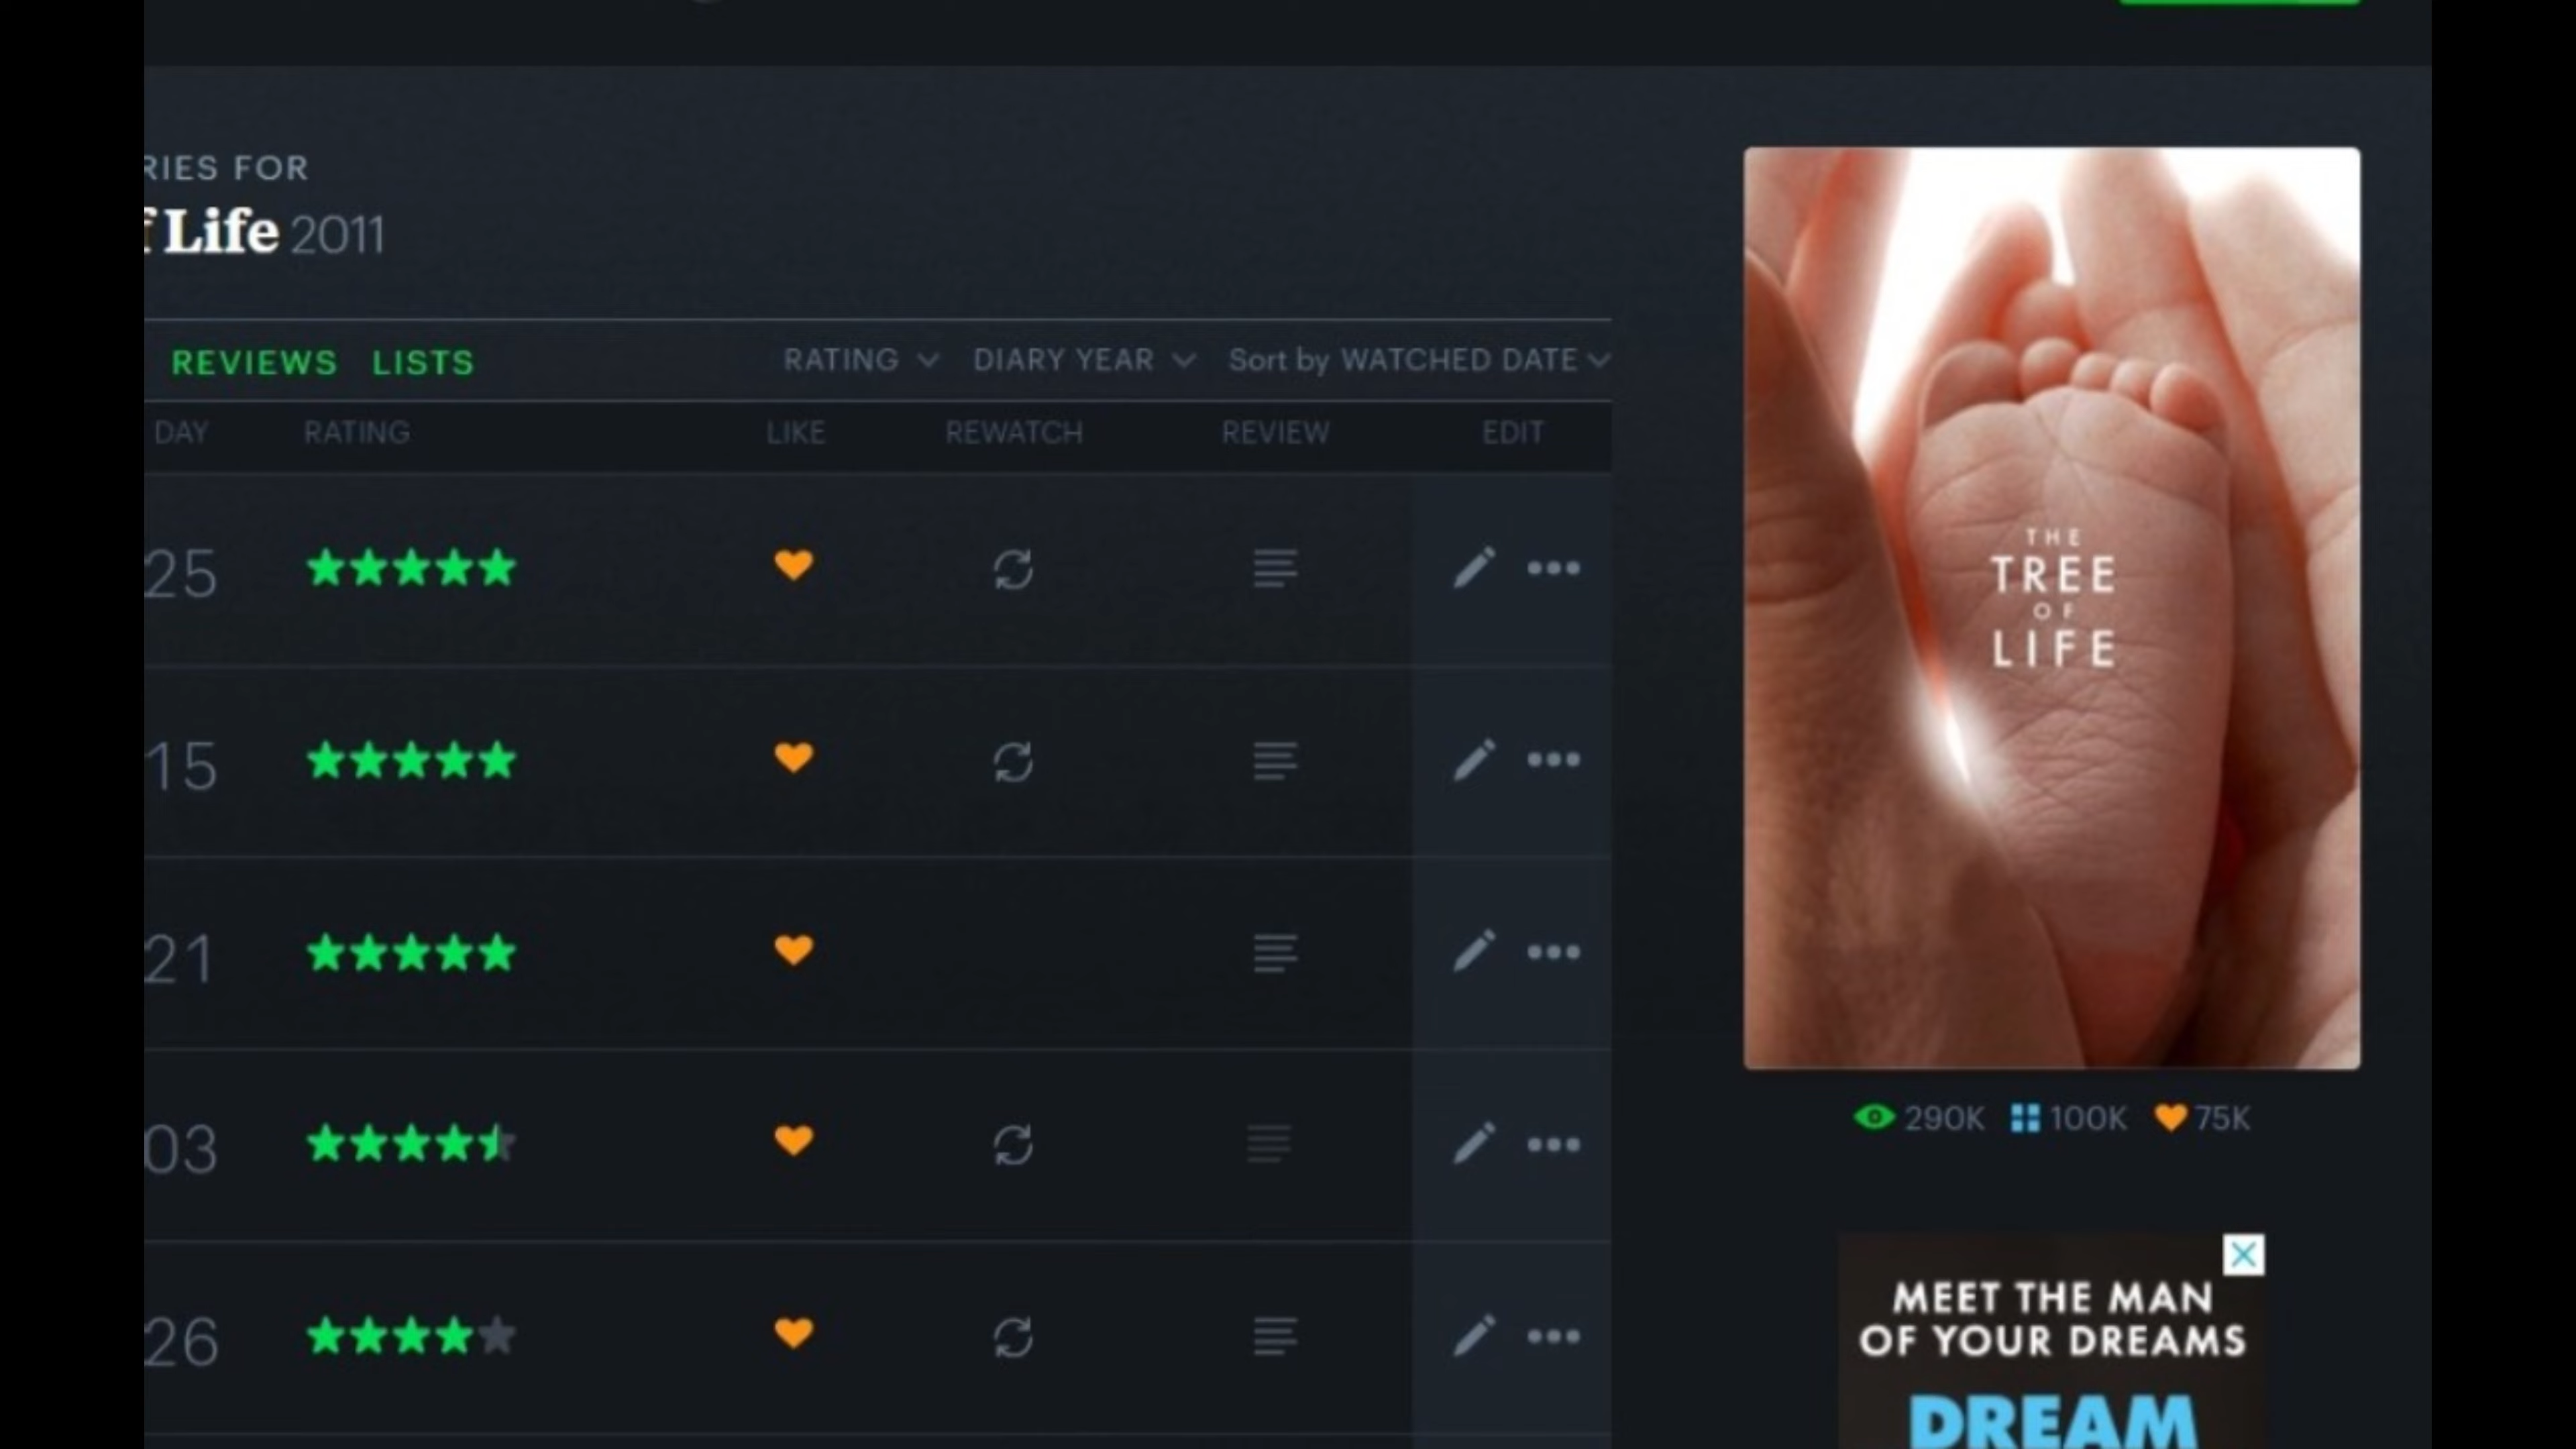 RIES FOR
f Life 2011
REVIEWS LISTS RATING DIARY YEAR Sort by WATCHED DATE
DAY RATING LIKE REWATCH REVIEW EDIT
25
15
21
03
26
THE
TREE
OF
LIFE
290K 100K 75K
MEET THE MAN
OF YOUR DREAMS
DREAM